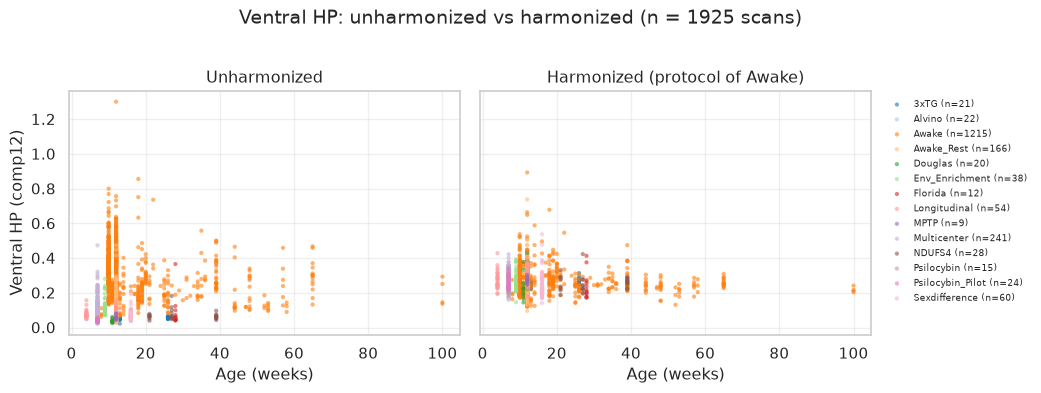 Ventral HP: unharmonized vs harmonized (n = 1925 scans)
Unharmonized
Harmonized (protocol of Awake)
Ventral HP (comp12)
1.2
1.0
0.8
0.6
0.4
0.2
0.0
0 20 40 60 80 100
0 20 40 60 80 100
Age (weeks)
Age (weeks)
3xTG (n=21)
Alvino (n=22)
Awake (n=1215)
Awake_Rest (n=166)
Douglas (n=20)
Env_Enrichment (n=38)
Florida (n=12)
Longitudinal (n=54)
MPTP (n=9)
Multicenter (n=241)
NDUFS4 (n=28)
Psilocybin (n=15)
Psilocybin_Pilot (n=24)
Sexdifference (n=60)